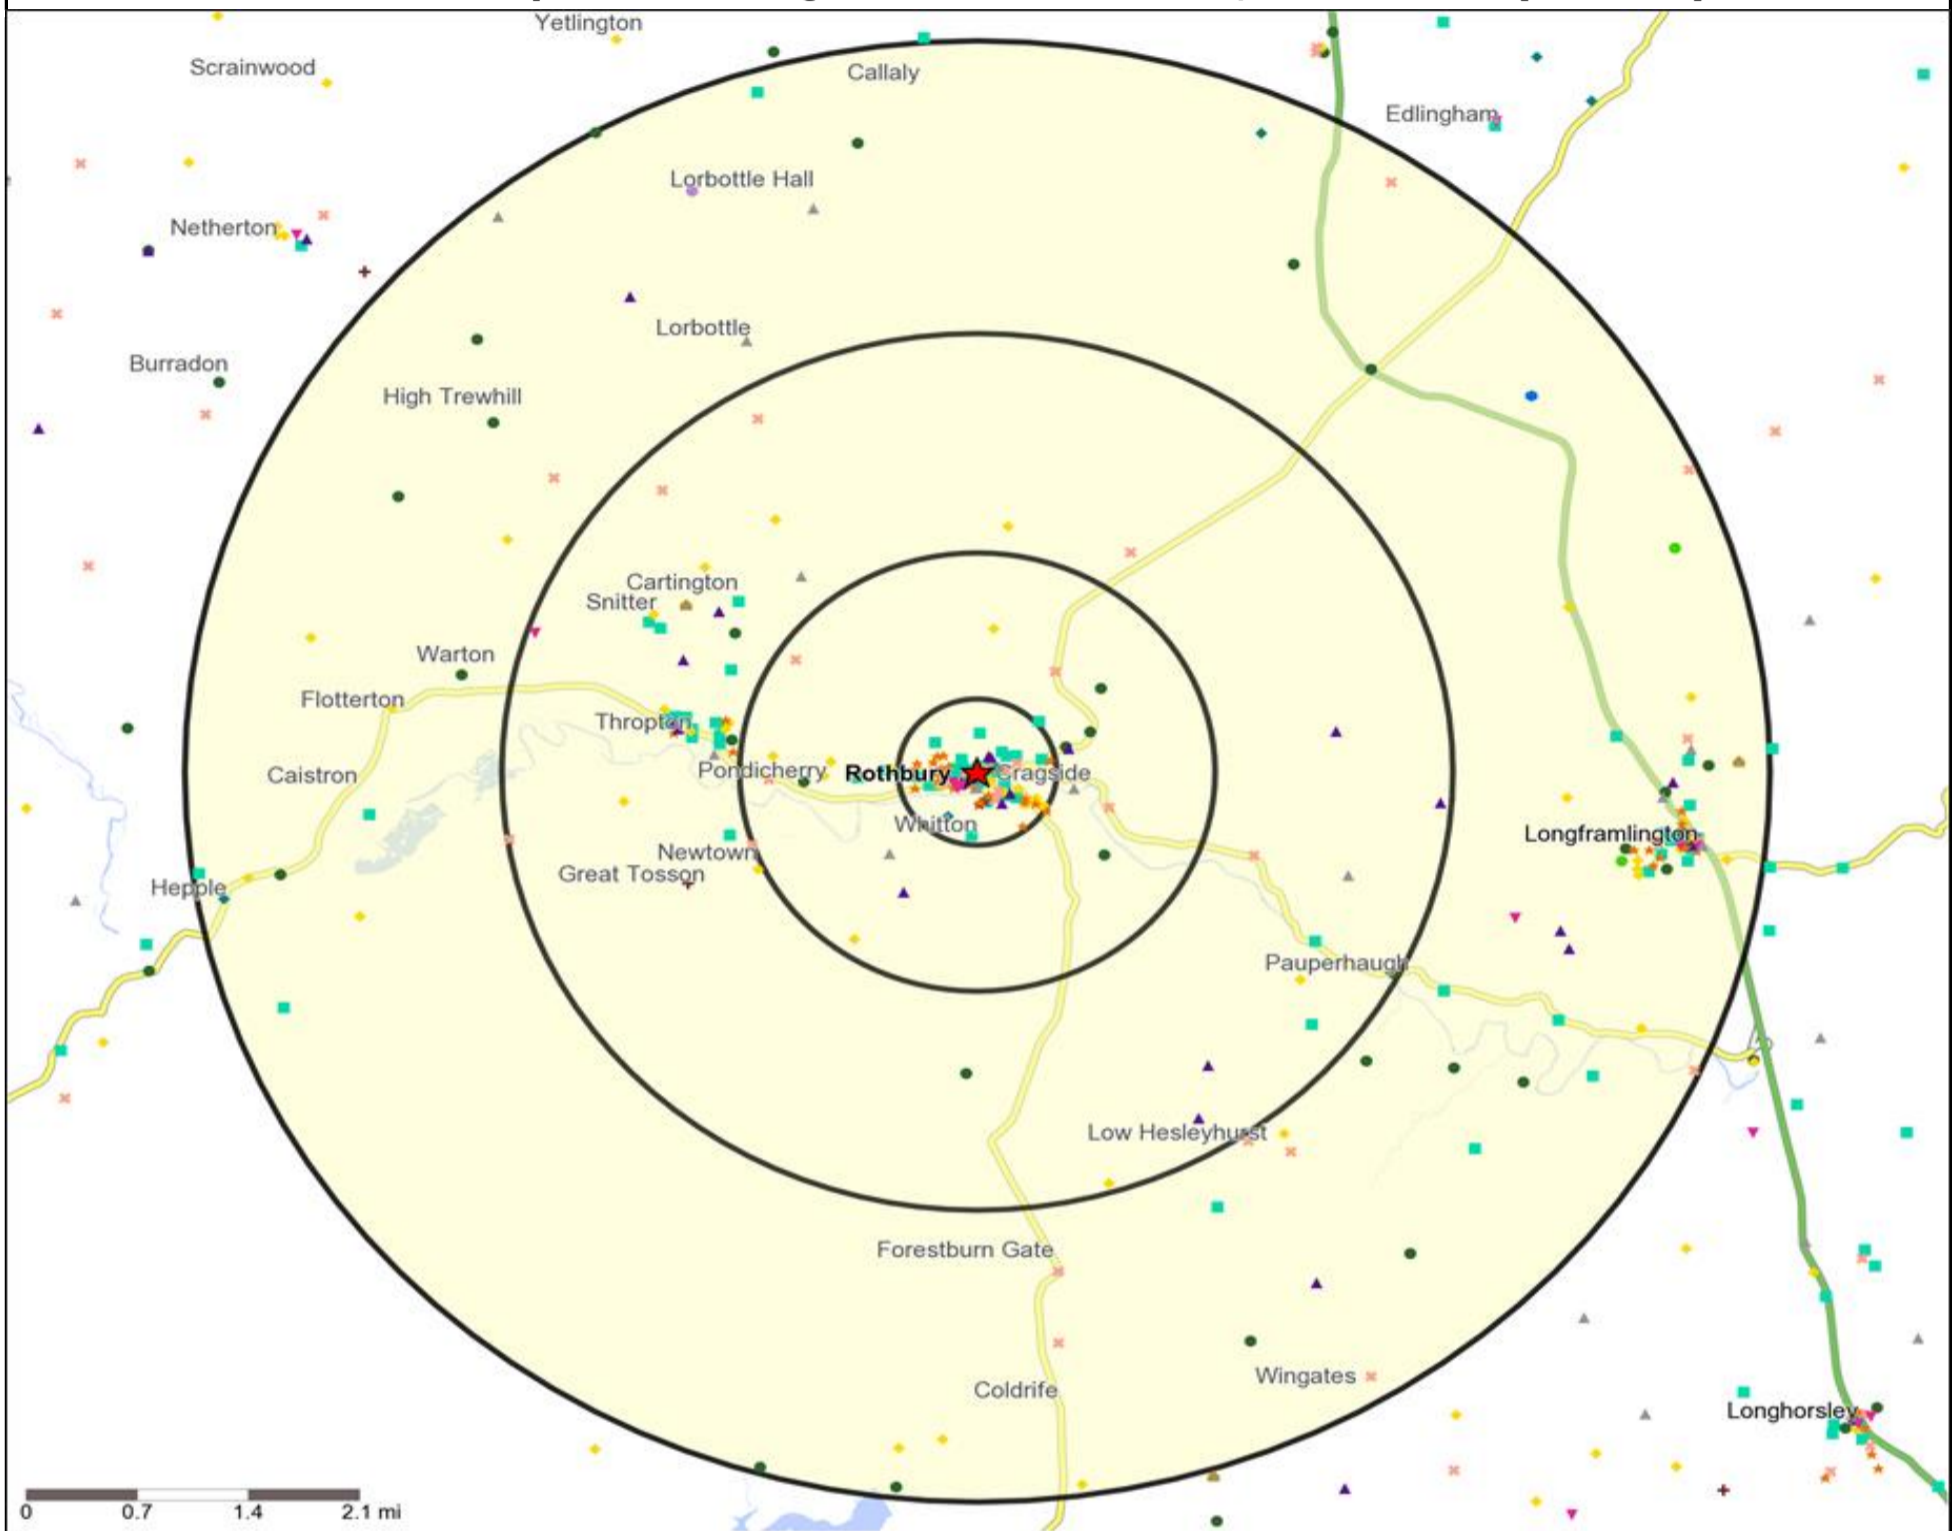 Yetlington
Scrainwood
Callaly
Edlingham
Lorbottle Hall
Netherton
Lorbottle
Burradon
High Trewhill
Cartington
Snitter
Warton
Flotterton
Thropton
Caistron
Pondicherry
Rothbury
Cragside
Whitton
Longframlington
Newtown
Great Tosson
Hepple
Pauperhaugh
Low Hesleyhurst
Forestburn Gate
Wingates
Coldrife
Longhorsley
0 0.7 1.4 2.1 mi